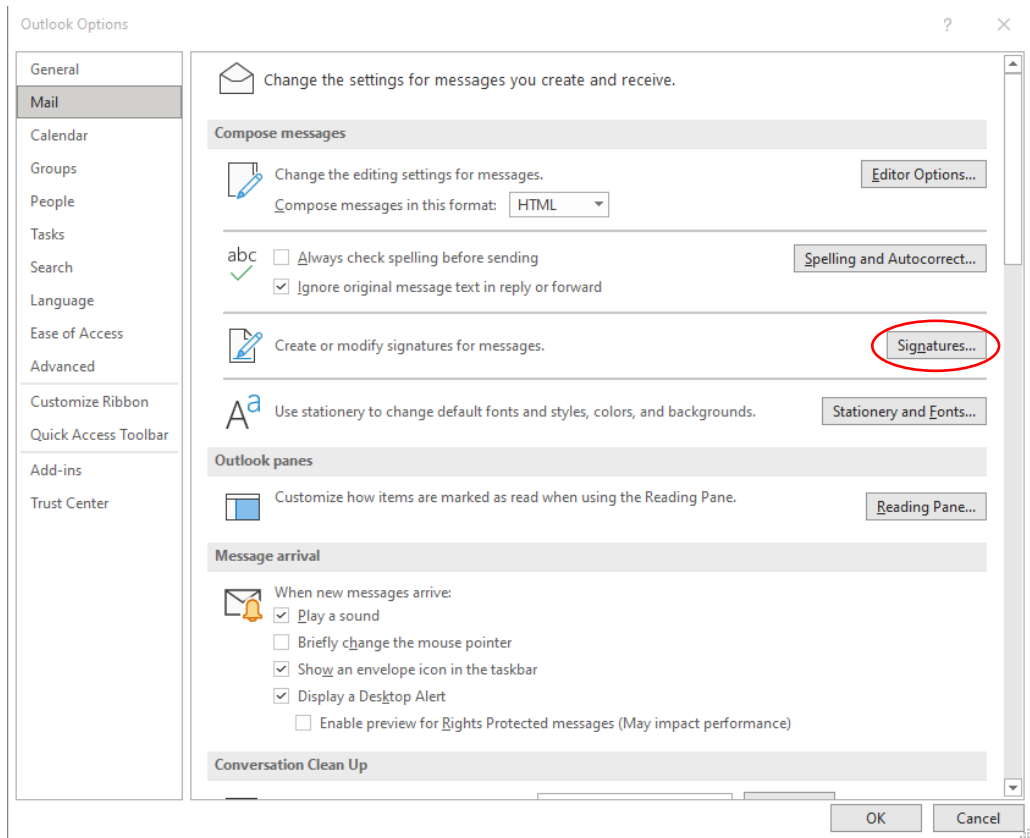 Outlook Options
?
General
Mail
Calendar
Groups
People
Tasks
Search
Language
Ease of Access
Advanced
Customize Ribbon
Quick Access Toolbar
Add-ins
Trust Center
Change the settings for messages you create and receive.
Compose messages
Change the editing settings for messages.
Editor Options...
Compose messages in this format: HTML
abc
Always check spelling before sending
Spelling and Autocorrect...
Ignore original message text in reply or forward
Create or modify signatures for messages.
Signatures...
Aa
Use stationery to change default fonts and styles, colors, and backgrounds.
Stationery and Fonts...
Outlook panes
Customize how items are marked as read when using the Reading Pane.
Reading Pane...
Message arrival
When new messages arrive:
Play a sound
Briefly change the mouse pointer
Show an envelope icon in the taskbar
Display a Desktop Alert
Enable preview for Rights Protected messages (May impact performance)
Conversation Clean Up
OK
Cancel